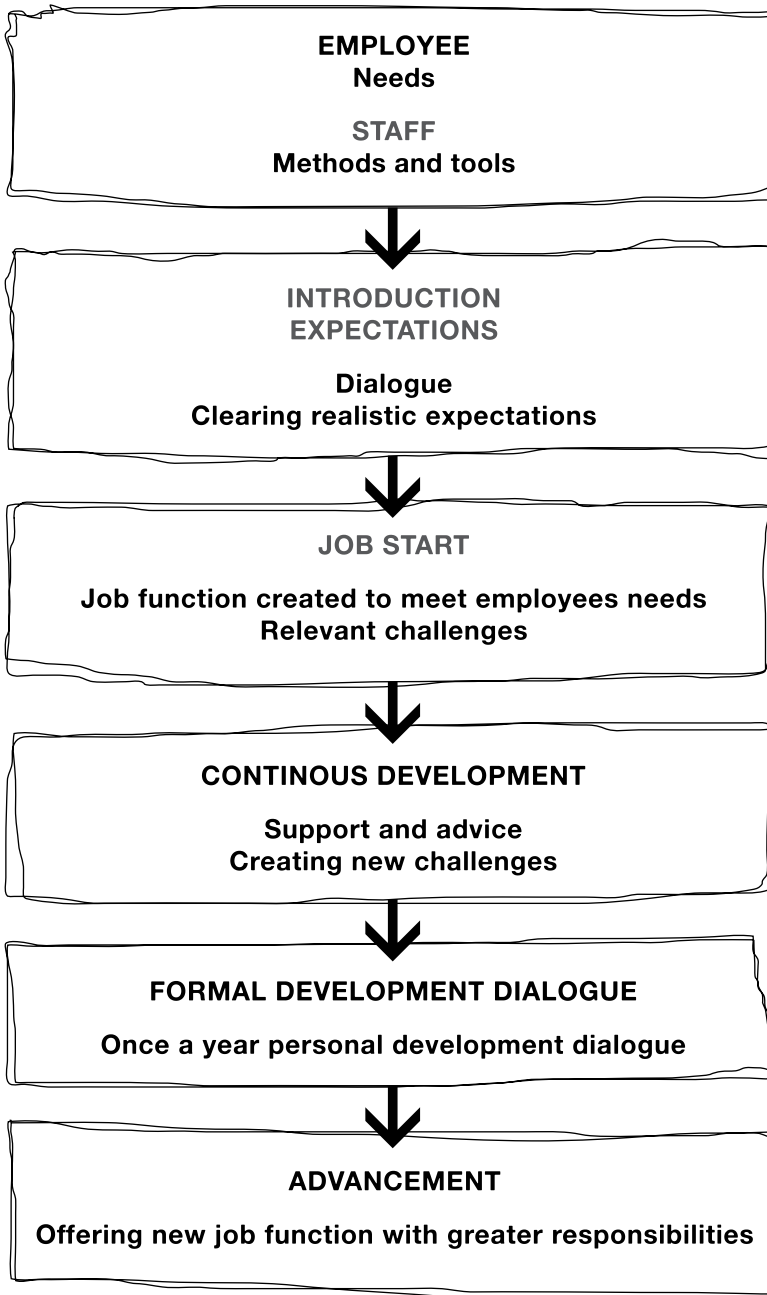 EMPLOYEE
Needs
STAFF
Methods and tools
INTRODUCTION
EXPECTATIONS
Dialogue
Clearing realistic expectations
JOB START
Job function created to meet employees needs
Relevant challenges
CONTINOUS DEVELOPMENT
Support and advice
Creating new challenges
FORMAL DEVELOPMENT DIALOGUE
Once a year personal development dialogue
ADVANCEMENT
Offering new job function with greater responsibilities